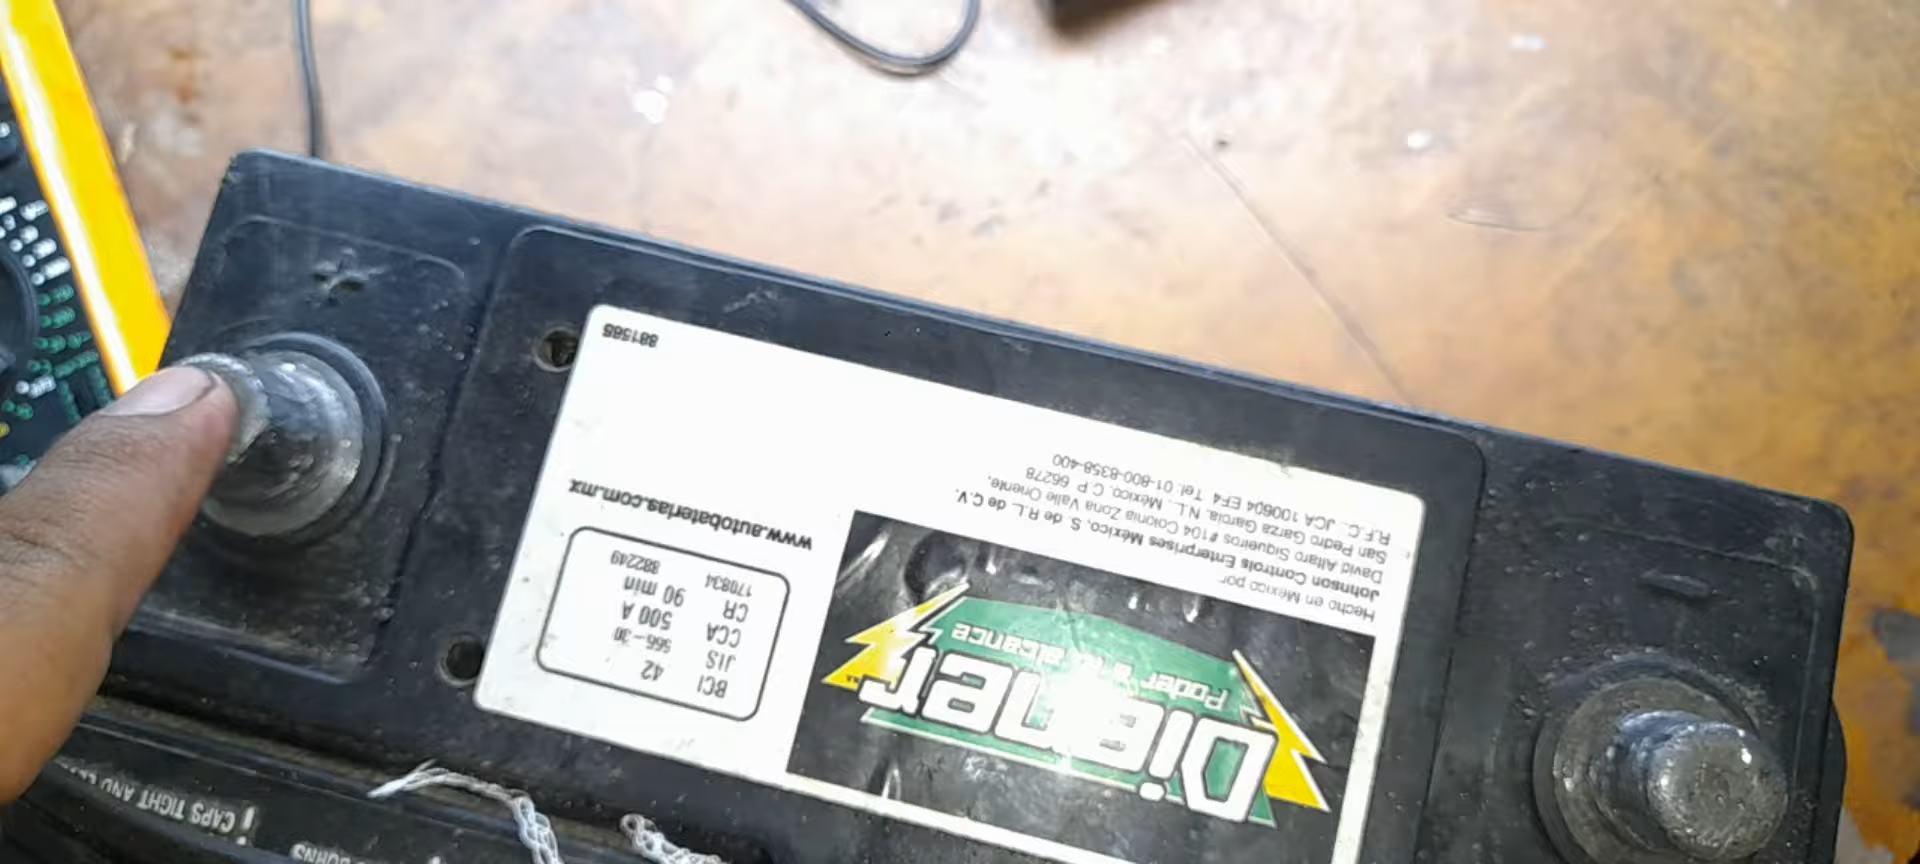 Diener
Poder a tu alcance
Hecho en México por
Johnson Controls Enterprises México, S. de R.L. de C.V.
David Alfaro Siqueiros #104 Colonia Zona Valle Oriente,
San Pedro Garza García, N.L., México, C.P. 66278
R.F.C. JCA 100604 EF4 Tel: 01-800-8358-400
BCI 42
JIS 566-30
CCA 500 A
CR 90 min
170834 882249
www.autobaterias.com.mx
881585
+
-
CAPS TIGHT AND
BURNS